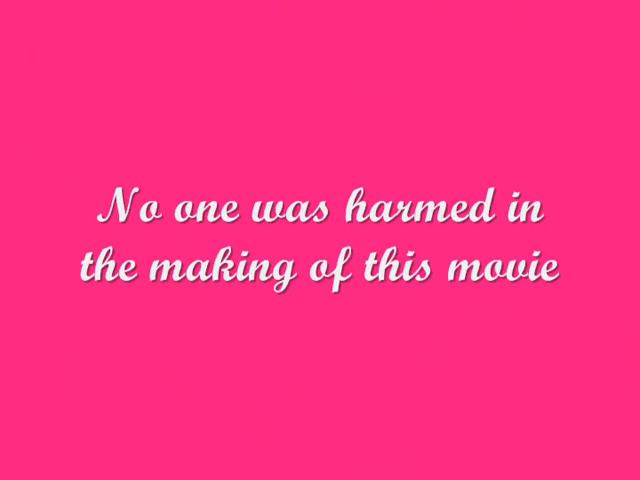 No one was harmed in
the making of this movie